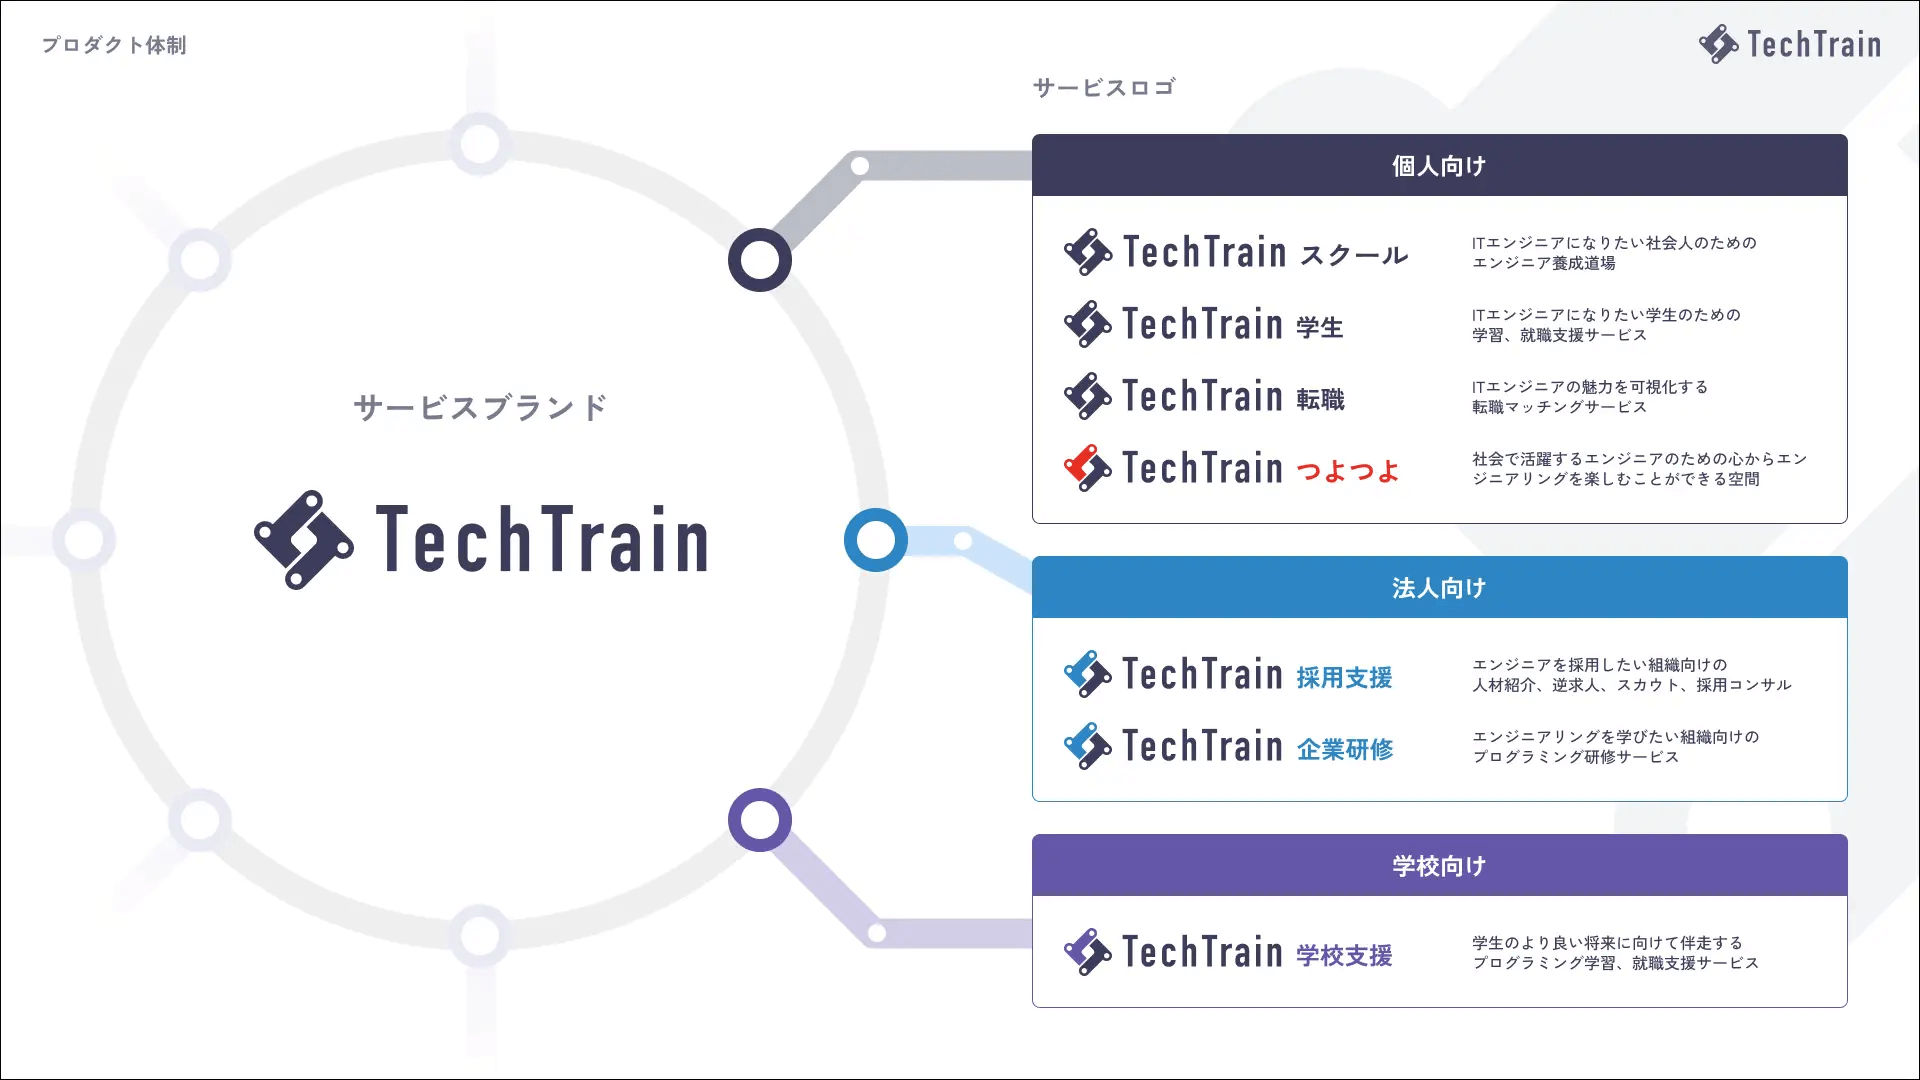 プロダクト体制
TechTrain
サービスロゴ
サービスブランド
TechTrain
個人向け
TechTrain スクール
ITエンジニアになりたい社会人のための
エンジニア養成道場
TechTrain 学生
ITエンジニアになりたい学生のための
学習、就職支援サービス
TechTrain 転職
ITエンジニアの魅力を可視化する
転職マッチングサービス
TechTrain つよつよ
社会で活躍するエンジニアのための心からエン
ジニアリングを楽しむことができる空間
法人向け
TechTrain 採用支援
エンジニアを採用したい組織向けの
人材紹介、逆求人、スカウト、採用コンサル
TechTrain 企業研修
エンジニアリングを学びたい組織向けの
プログラミング研修サービス
学校向け
TechTrain 学校支援
学生のより良い将来に向けて伴走する
プログラミング学習、就職支援サービス